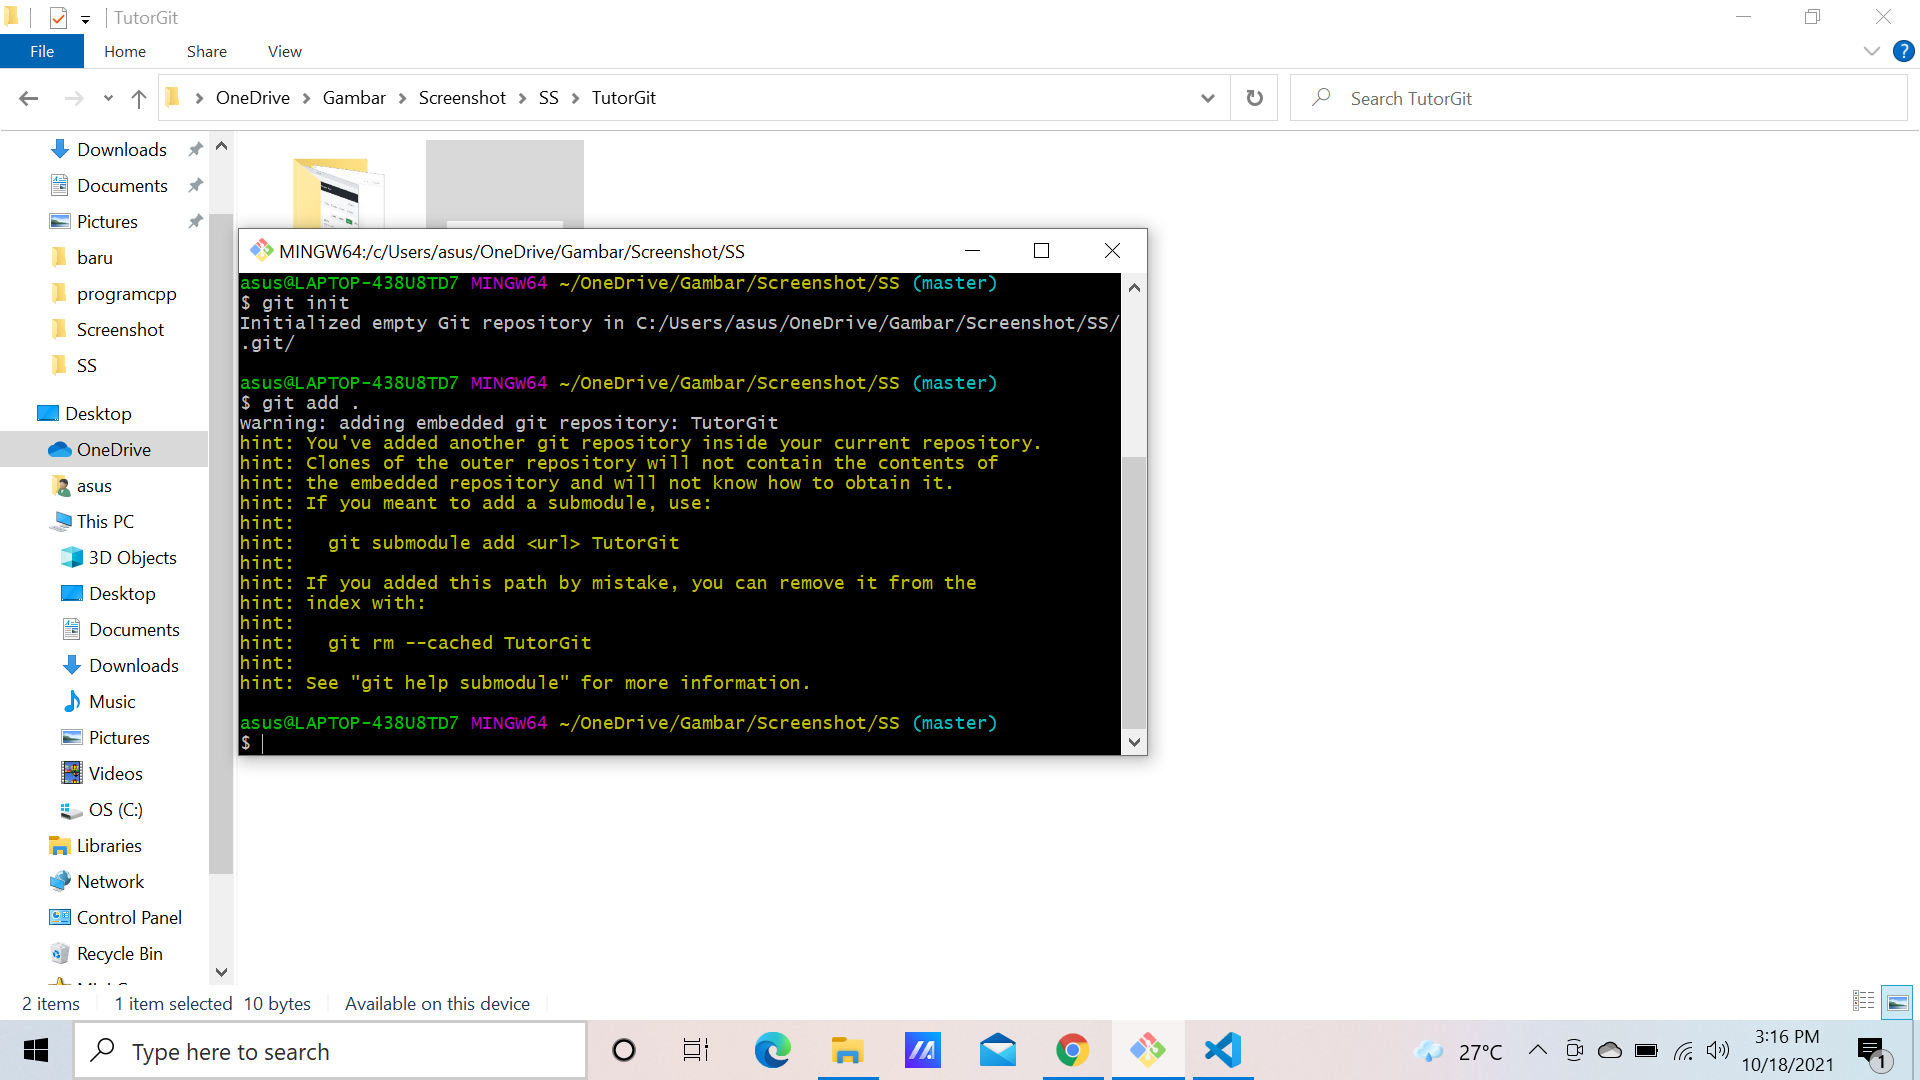 TutorGit
File Home Share View
OneDrive Gambar Screenshot SS TutorGit
Search TutorGit
Downloads
Documents
Pictures
baru
programcpp
Screenshot
SS
Desktop
OneDrive
asus
This PC
3D Objects
Desktop
Documents
Downloads
Music
Pictures
Videos
OS (C:)
Libraries
Network
Control Panel
Recycle Bin
MINGW64:/c/Users/asus/OneDrive/Gambar/Screenshot/SS
asus@LAPTOP-438U8TD7 MINGW64 ~/OneDrive/Gambar/Screenshot/SS (master)
$ git init
Initialized empty Git repository in C:/Users/asus/OneDrive/Gambar/Screenshot/SS/
.git/
asus@LAPTOP-438U8TD7 MINGW64 ~/OneDrive/Gambar/Screenshot/SS (master)
$ git add .
warning: adding embedded git repository: TutorGit
hint: You've added another git repository inside your current repository.
hint: Clones of the outer repository will not contain the contents of
hint: the embedded repository and will not know how to obtain it.
hint: If you meant to add a submodule, use:
hint:
hint:   git submodule add <url> TutorGit
hint:
hint: If you added this path by mistake, you can remove it from the
hint: index with:
hint:
hint:   git rm --cached TutorGit
hint:
hint: See "git help submodule" for more information.
asus@LAPTOP-438U8TD7 MINGW64 ~/OneDrive/Gambar/Screenshot/SS (master)
$
2 items 1 item selected 10 bytes Available on this device
Type here to search
27°C
3:16 PM
10/18/2021
1